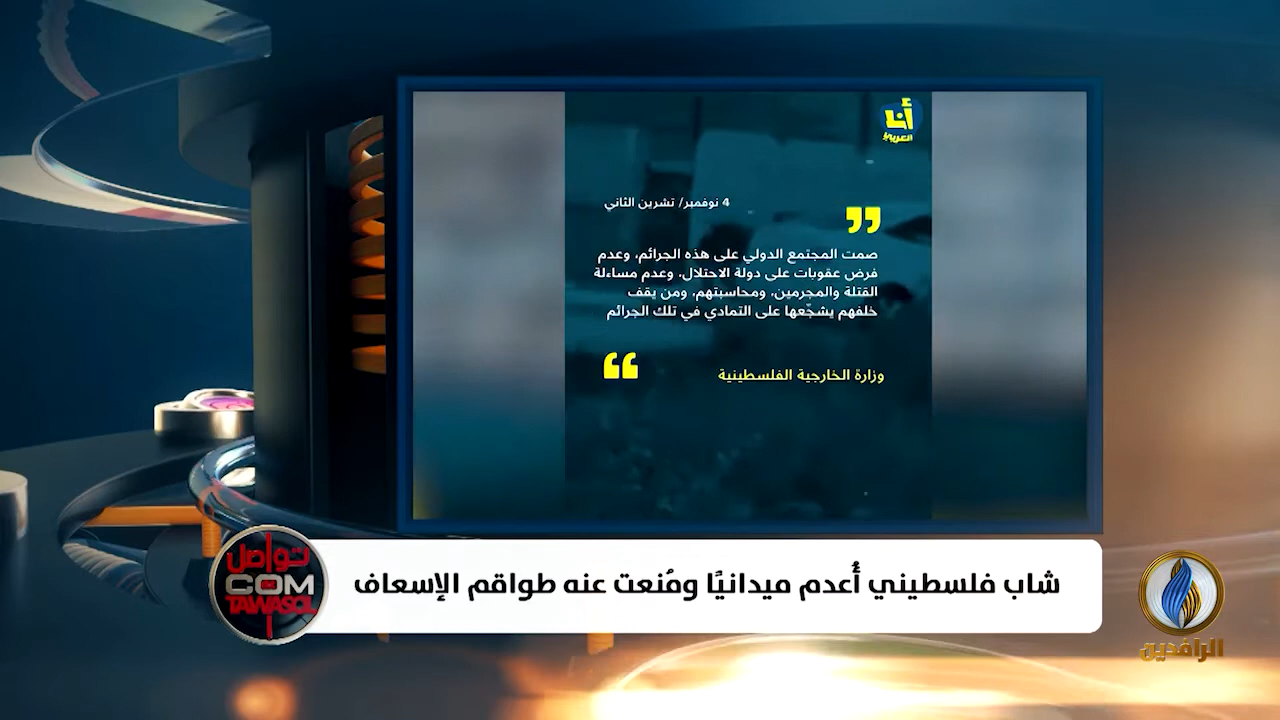 أنا
العربي
4 نوفمبر/ تشرين الثاني
صمت المجتمع الدولي على هذه الجرائم، وعدم
فرض عقوبات على دولة الاحتلال، وعدم مساءلة
القتلة والمجرمين، ومحاسبتهم، ومن يقف
خلفهم يشجّعها على التمادي في تلك الجرائم
وزارة الخارجية الفلسطينية
شاب فلسطيني أُعدم ميدانيًا ومُنعت عنه طواقم الإسعاف
تواصل
COM
TAWASOL
الرافدين